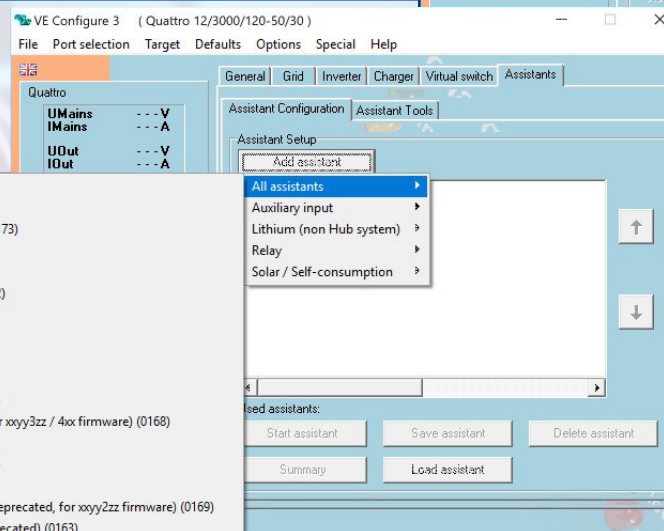 VE Configure 3 ( Quattro 12/3000/120-50/30 )
File Port selection Target Defaults Options Special Help
General Grid Inverter Charger Virtual switch Assistants
Quattro
Assistant Configuration Assistant Tools
UMains - - - V
IMains - - - A
Assistant Setup
UOut - - - V
IOut - - - A
Add assistant
All assistants
Auxiliary input
Lithium (non Hub system)
Relay
Solar / Self-consumption
73)
)
xxyy3zz / 4xx firmware) (0168)
eprecated, for xxyy2zz firmware) (0169)
ecated) (0163)
sed assistants:
Start assistant Save assistant Delete assistant
Summary Load assistant